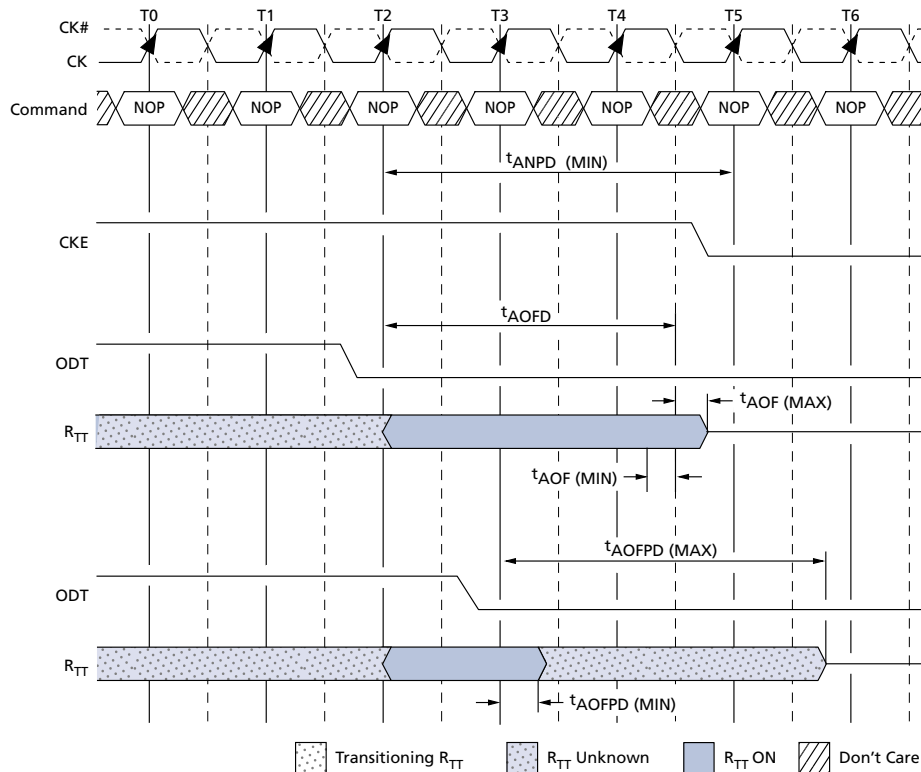 T0 T1 T2 T3 T4 T5 T6
CK#
CK
Command NOP NOP NOP NOP NOP NOP NOP
tANPD (MIN)
CKE
tAOFD
ODT
tAOF (MAX)
RTT
tAOF (MIN)
tAOFPD (MAX)
ODT
RTT
tAOFPD (MIN)
Transitioning RTT RTT Unknown RTT ON Don't Care